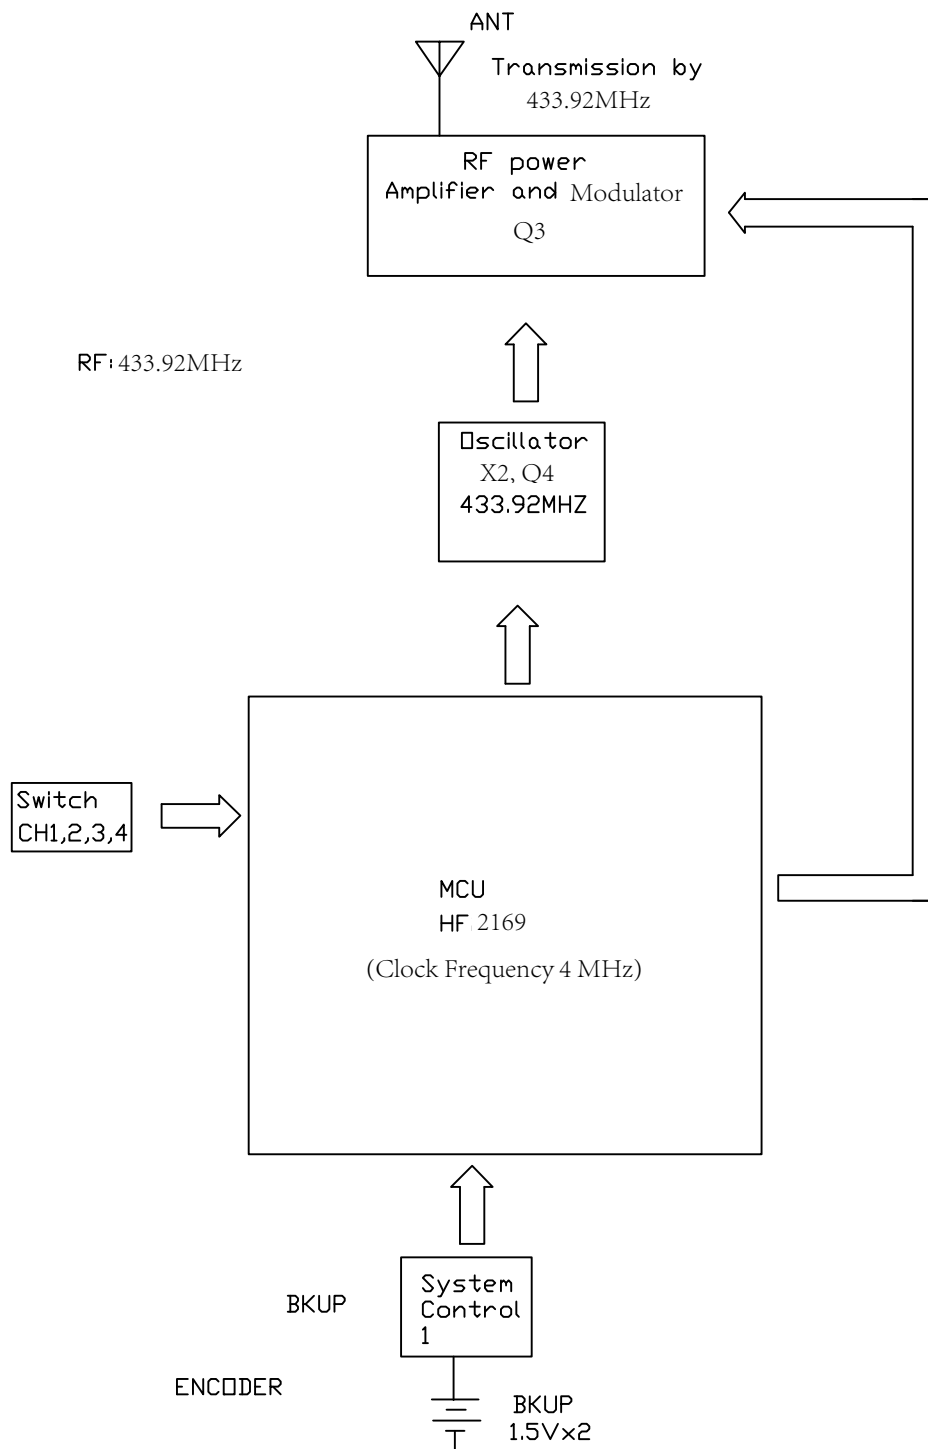 ANT
Transmission by
433.92MHz
RF power
Amplifier and Modulator
Q3
RF: 433.92MHz
Oscillator
X2, Q4
433.92MHZ
Switch
CH1,2,3,4
MCU
HF 2169
(Clock Frequency 4 MHz)
System
Control
1
BKUP
ENCODER
BKUP
1.5Vx2